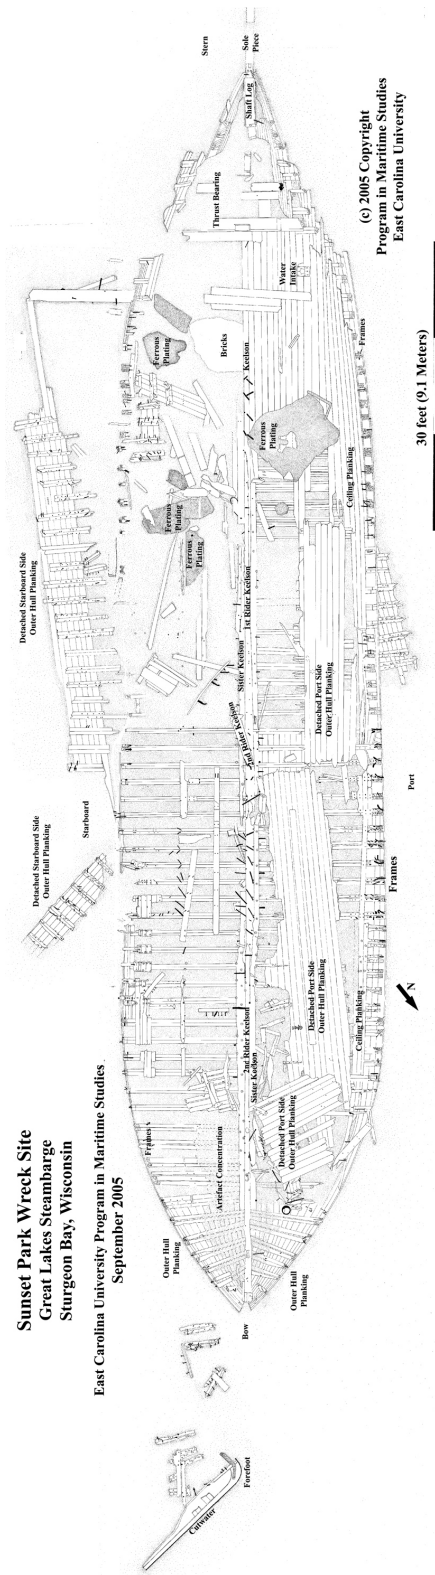 Sunset Park Wreck Site
Great Lakes Steambarge
Sturgeon Bay, Wisconsin
East Carolina University Program in Maritime Studies
September 2005
(c) 2005 Copyright
Program in Maritime Studies
East Carolina University
30 feet (9.1 Meters)
Cutwater
Forefoot
Bow
Outer Hull
Planking
Outer Hull
Planking
Frames
Artefact Concentration
Detached Port Side
Outer Hull Planking
Sister Keelson
2nd Rider Keelson
Detached Port Side
Outer Hull Planking
Ceiling Planking
N
Frames
Port
Detached Starboard Side
Outer Hull Planking
Starboard
2nd Rider Keelson
Sister Keelson
Detached Port Side
Outer Hull Planking
1st Rider Keelson
Detached Starboard Side
Outer Hull Planking
Ferrous
Plating
Ferrous
Plating
Ferrous
Plating
Ceiling Planking
Keelson
Frames
Bricks
Ferrous
Plating
Water
Intake
Thrust Bearing
Shaft Log
Stern
Sole
Piece